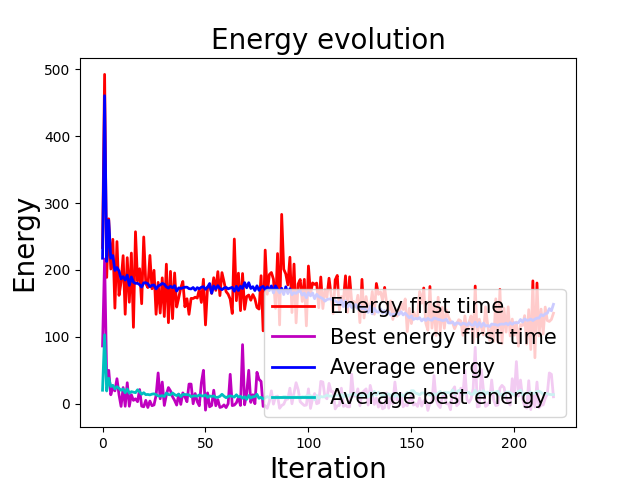 Energy evolution
500
400
300
200
100
0
Energy
Energy first time
Best energy first time
Average energy
Average best energy
0 50 100 150 200
Iteration